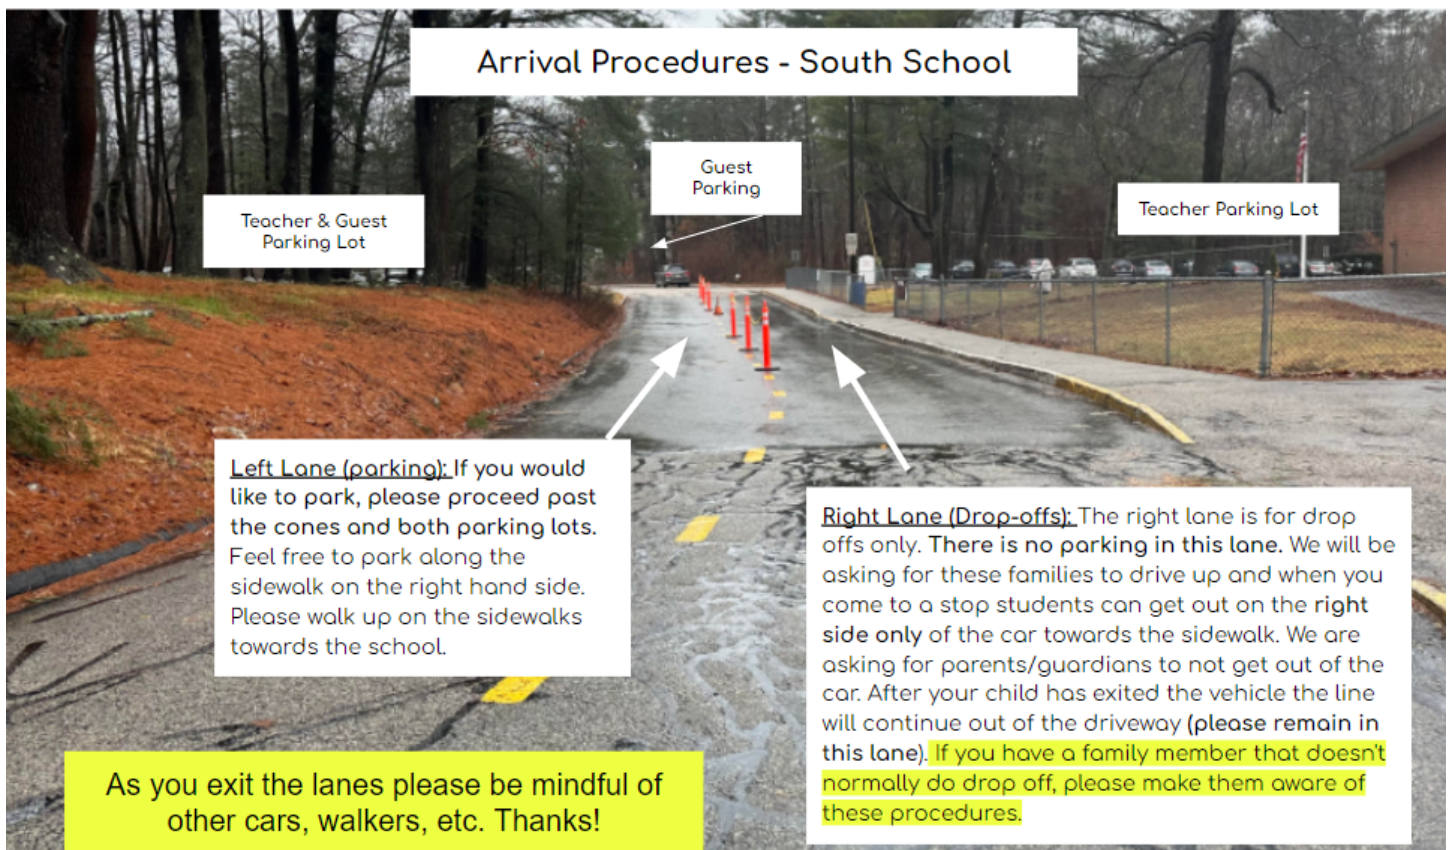 Arrival Procedures - South School
Guest
Parking
Teacher & Guest
Parking Lot
Teacher Parking Lot
Left Lane (parking): If you would
like to park, please proceed past
the cones and both parking lots.
Feel free to park along the
sidewalk on the right hand side.
Please walk up on the sidewalks
towards the school.
Right Lane (Drop-offs): The right lane is for drop
offs only. There is no parking in this lane. We will be
asking for these families to drive up and when you
come to a stop students can get out on the right
side only of the car towards the sidewalk. We are
asking for parents/guardians to not get out of the
car. After your child has exited the vehicle the line
will continue out of the driveway (please remain in
this lane). If you have a family member that doesn't
normally do drop off, please make them aware of
these procedures.
As you exit the lanes please be mindful of
other cars, walkers, etc. Thanks!